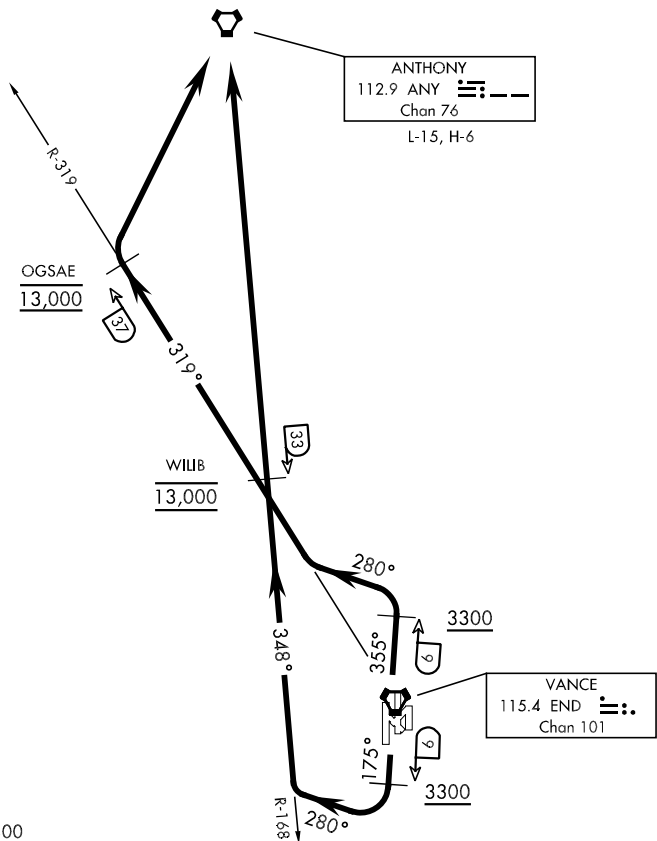 ANTHONY
112.9 ANY
Chan 76
L-15, H-6
R-319
OGSAE
13,000
37
319°
33
WILIB
13,000
280°
3300
355°
6
348°
VANCE
115.4 END
Chan 101
6
175°
3300
R-168
280°
00